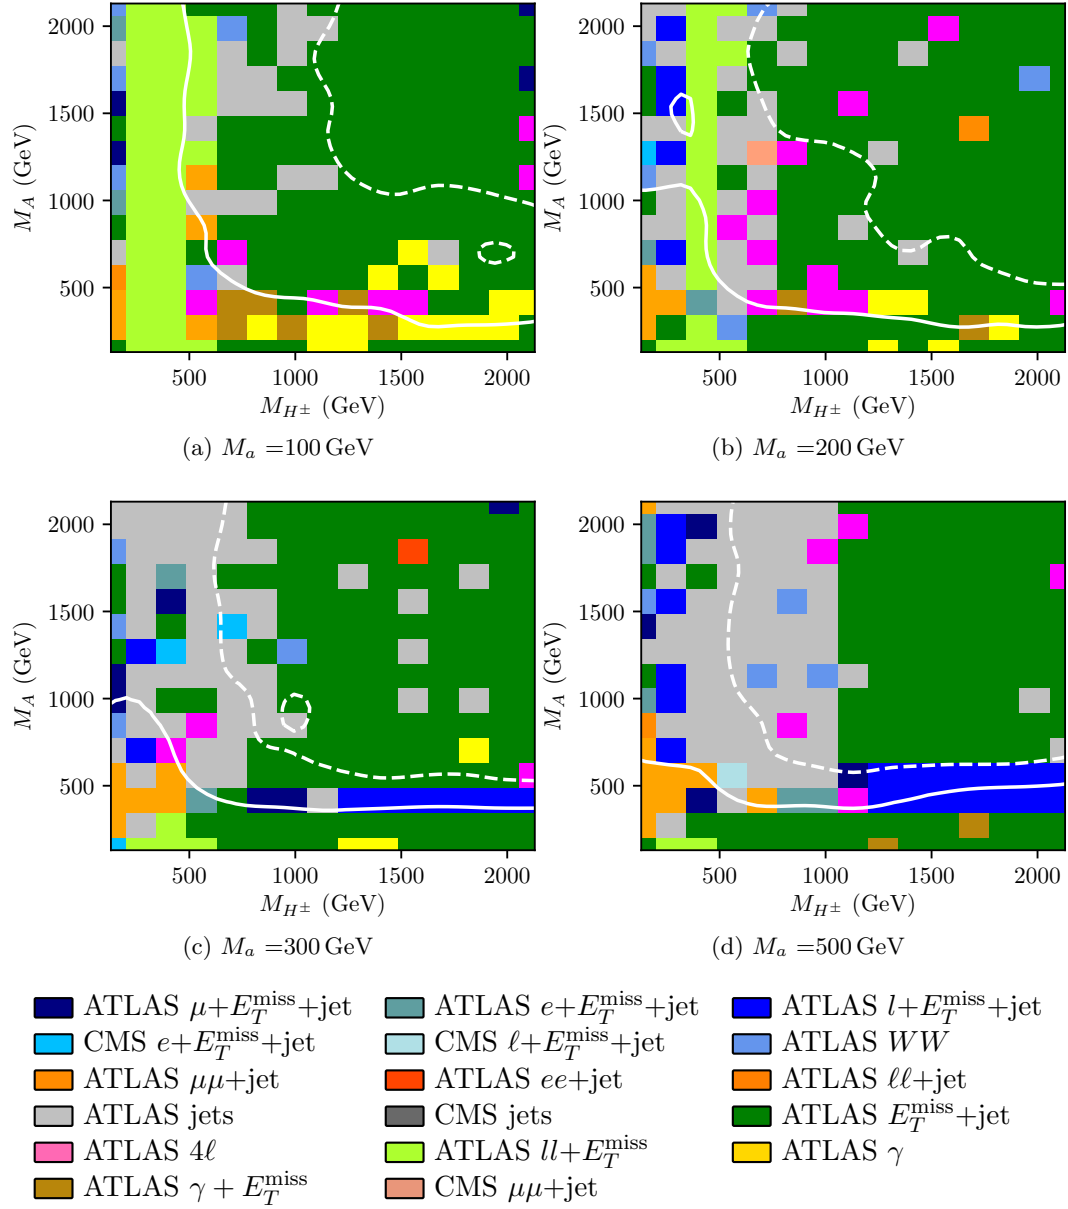 2000
1500
1000
500
M_A (GeV)
500 1000 1500 2000
M_{H^±} (GeV)
(a) M_a =100 GeV
2000
1500
1000
500
M_A (GeV)
500 1000 1500 2000
M_{H^±} (GeV)
(b) M_a =200 GeV
2000
1500
1000
500
M_A (GeV)
500 1000 1500 2000
M_{H^±} (GeV)
(c) M_a =300 GeV
2000
1500
1000
500
M_A (GeV)
500 1000 1500 2000
M_{H^±} (GeV)
(d) M_a =500 GeV
ATLAS μ+E_T^miss+jet ATLAS e+E_T^miss+jet ATLAS l+E_T^miss+jet
CMS e+E_T^miss+jet CMS ℓ+E_T^miss+jet ATLAS WW
ATLAS μμ+jet ATLAS ee+jet ATLAS ℓℓ+jet
ATLAS jets CMS jets ATLAS E_T^miss+jet
ATLAS 4ℓ ATLAS ll+E_T^miss ATLAS γ
ATLAS γ + E_T^miss CMS μμ+jet